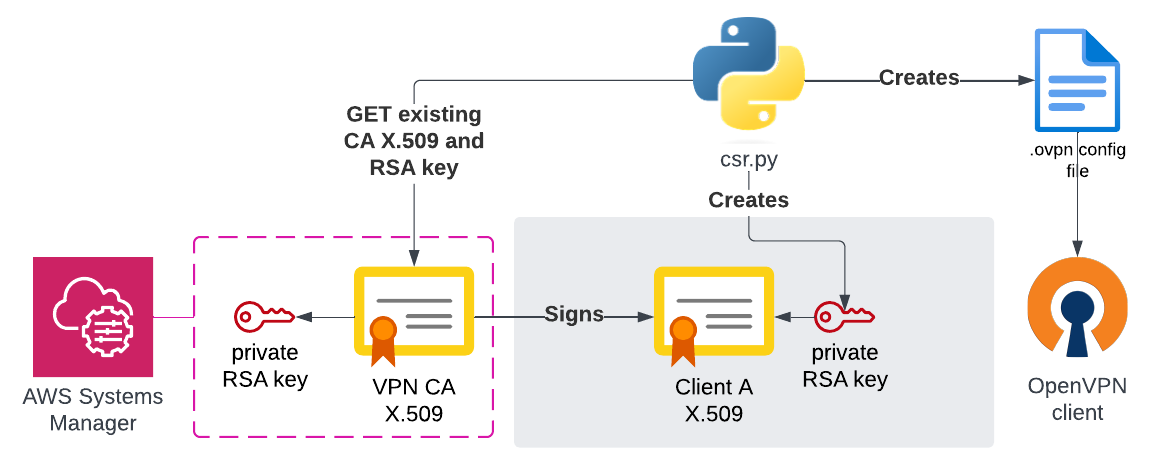 Creates
GET existing
CA X.509 and
RSA key
csr.py
.ovpn config
file
Creates
Signs
private
RSA key
VPN CA
X.509
Client A
X.509
private
RSA key
AWS Systems
Manager
OpenVPN
client